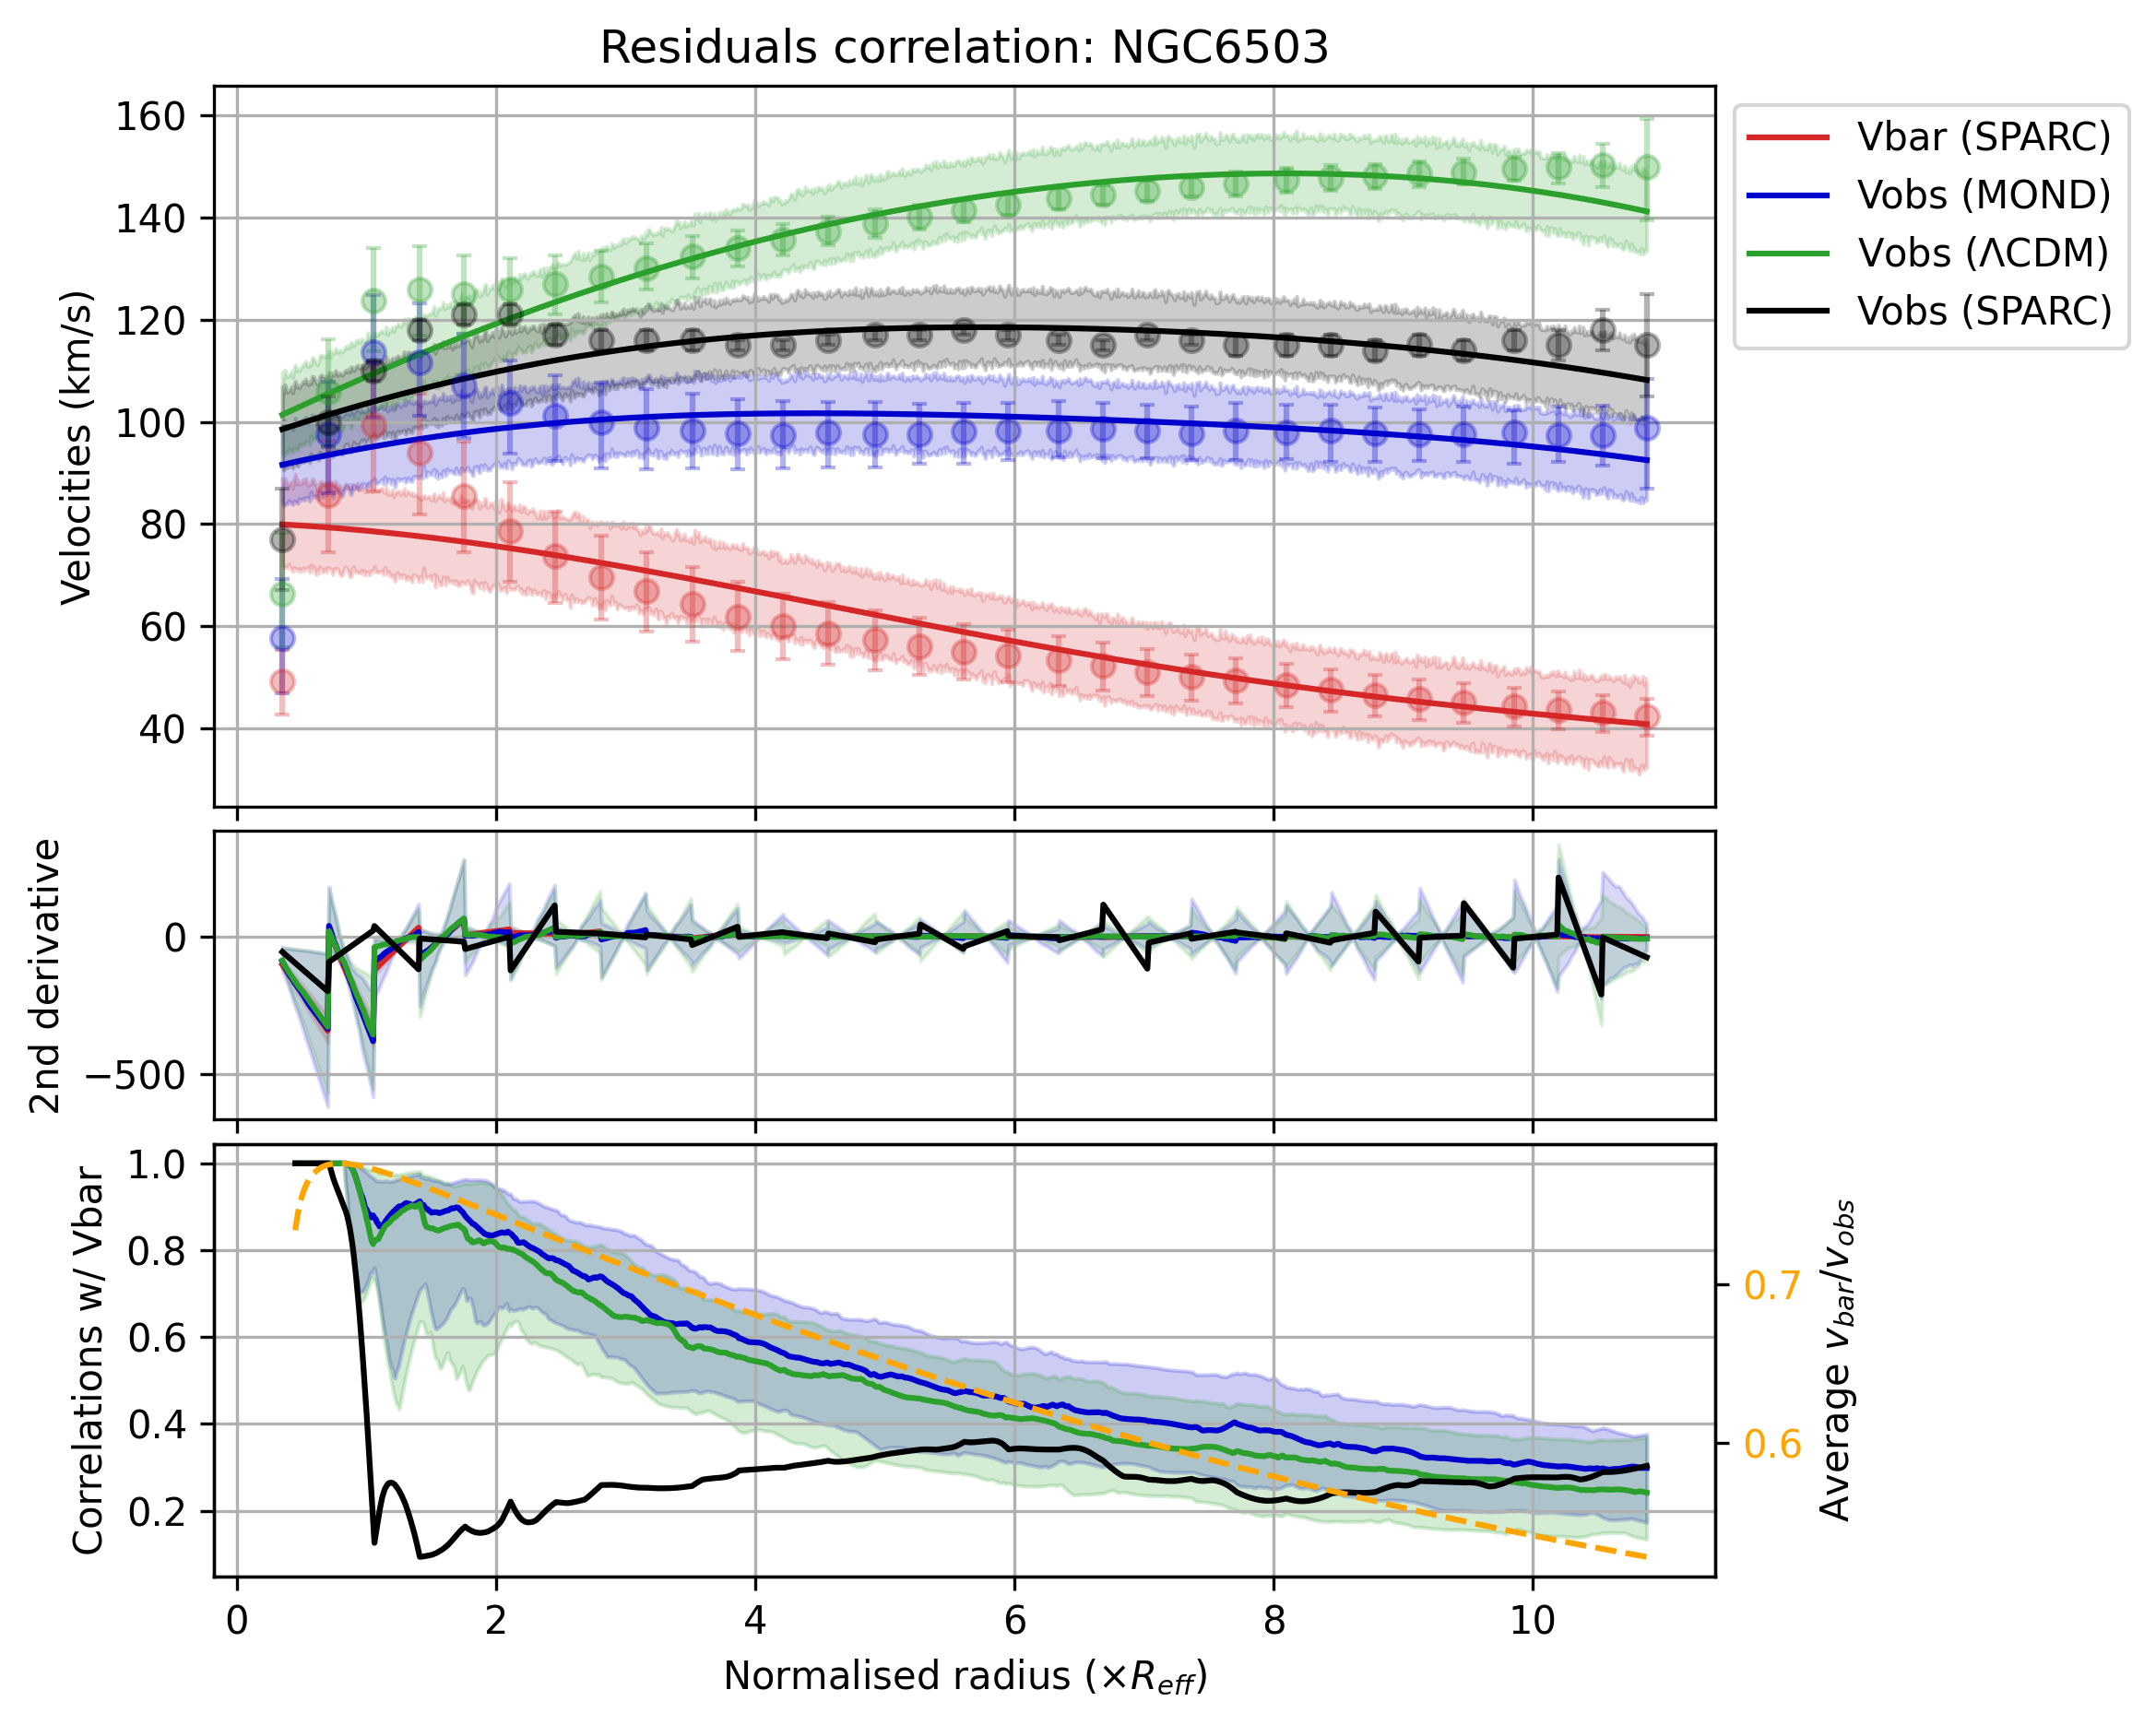 Residuals correlation: NGC6503
160
140
120
100
80
60
40
Velocities (km/s)
Vbar (SPARC)
Vobs (MOND)
Vobs (ΛCDM)
Vobs (SPARC)
0
−500
2nd derivative
1.0
0.8
0.6
0.4
0.2
Correlations w/ Vbar
0.7
0.6
Average v_bar/v_obs
0 2 4 6 8 10
Normalised radius (×R_eff)